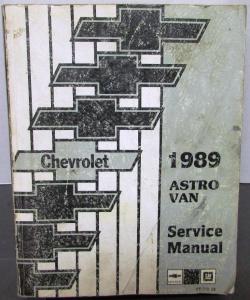 Chevrolet
1989
ASTRO
VAN
Service
Manual